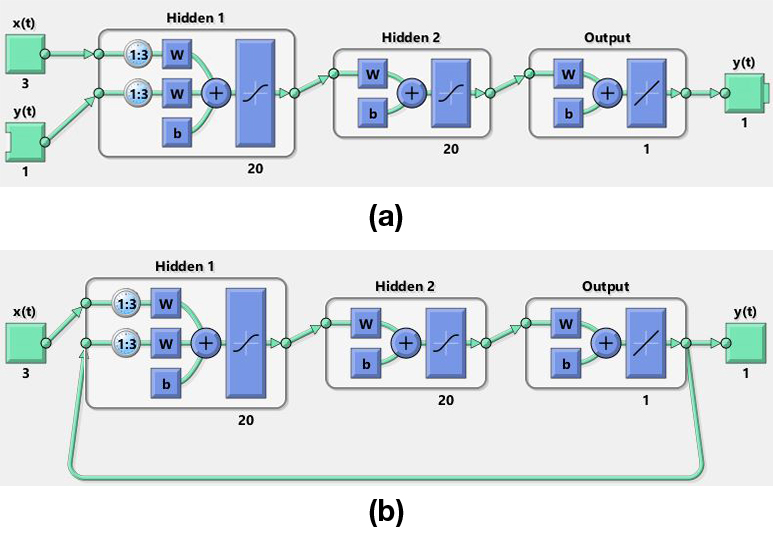 Hidden 1
x(t)
1:3
W
3
y(t)
1:3
W
+
b
1
20
Hidden 2
W
b
+
20
Output
W
b
+
1
y(t)
1
(a)
Hidden 1
x(t)
1:3
W
1:3
W
+
b
3
20
Hidden 2
W
b
+
20
Output
W
b
+
1
y(t)
1
(b)